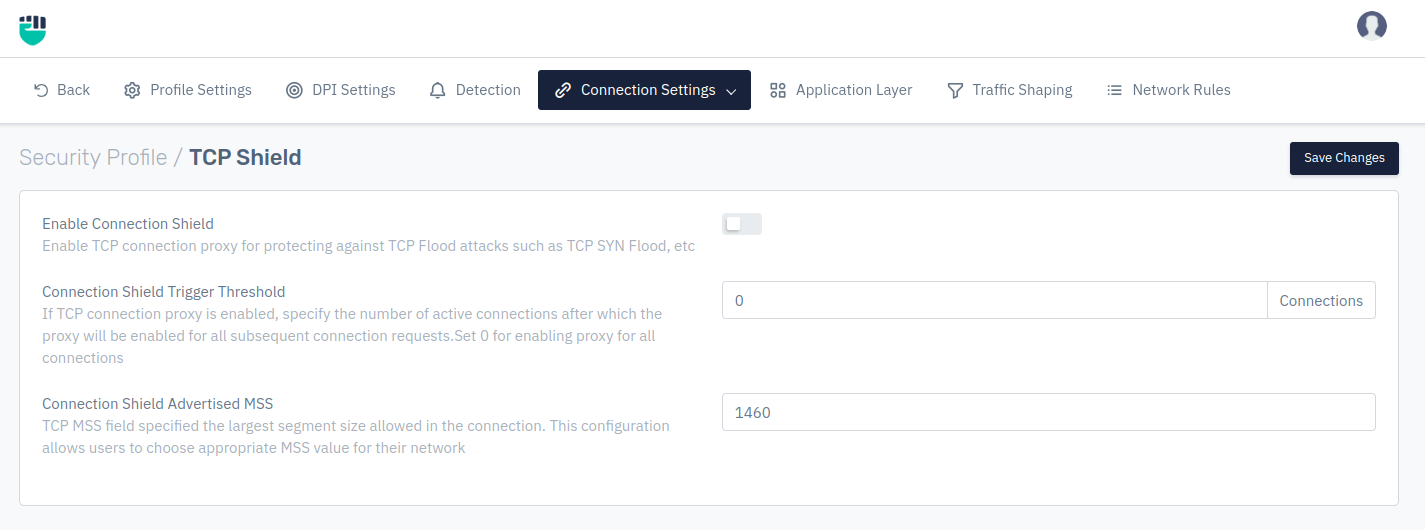 Back Profile Settings DPI Settings Detection Connection Settings Application Layer Traffic Shaping Network Rules
Security Profile / TCP Shield
Save Changes
Enable Connection Shield
Enable TCP connection proxy for protecting against TCP Flood attacks such as TCP SYN Flood, etc
Connection Shield Trigger Threshold
If TCP connection proxy is enabled, specify the number of active connections after which the
proxy will be enabled for all subsequent connection requests.Set 0 for enabling proxy for all
connections
0
Connections
Connection Shield Advertised MSS
TCP MSS field specified the largest segment size allowed in the connection. This configuration
allows users to choose appropriate MSS value for their network
1460